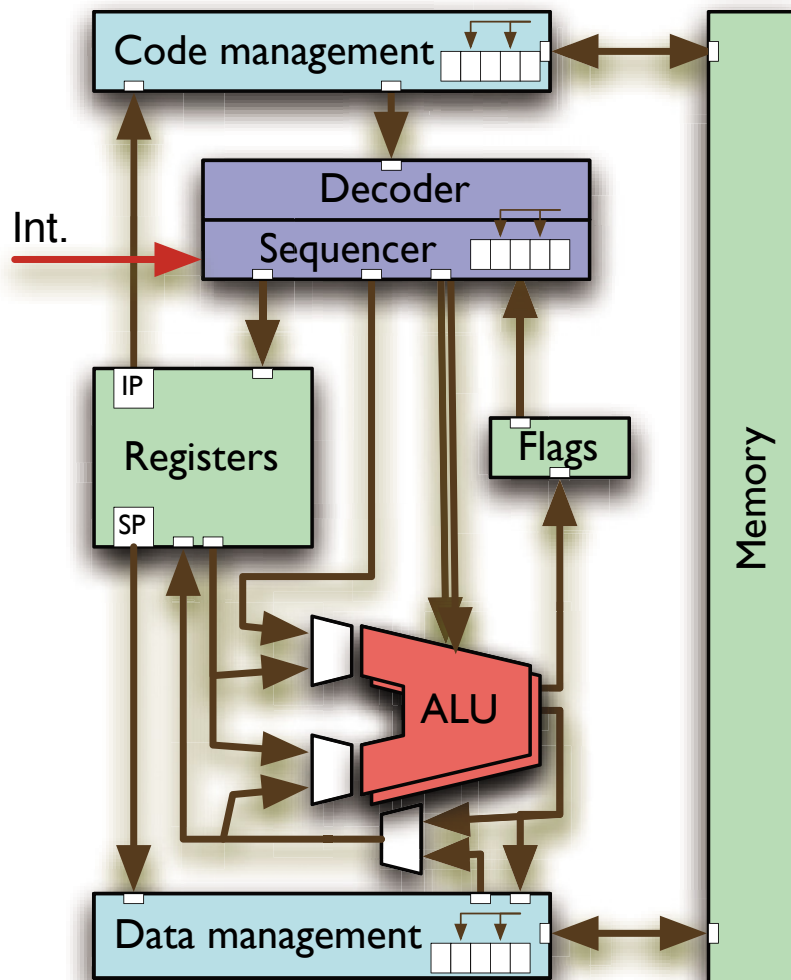 Code management
Decoder
Int.
Sequencer
IP
Registers
Flags
SP
Memory
ALU
Data management